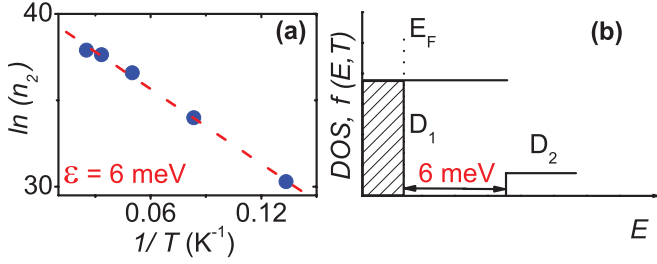 40
(a)
ln (n₂)
ε = 6 meV
30
0.06
0.12
1/ T (K⁻¹)
(b)
E_F
DOS, f (E,T)
D₁
D₂
6 meV
E